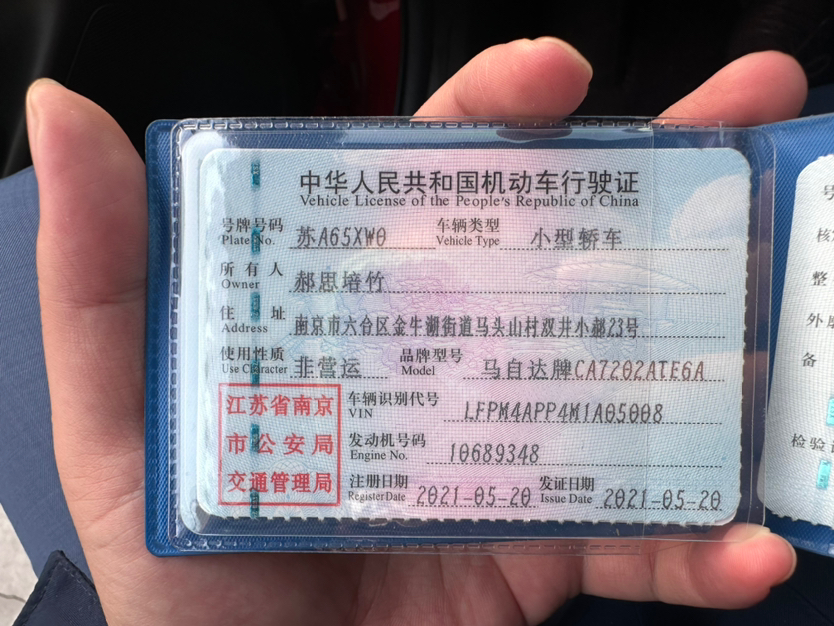 中华人民共和国机动车行驶证
Vehicle License of the People's Republic of China
号牌号码 Plate No. 苏A65XW0 车辆类型 Vehicle Type 小型轿车
所有人 Owner 郝思培竹
住址 Address 南京市六合区金牛湖街道马头山村双井小郝23号
使用性质 Use Character 非营运 品牌型号 Model 马自达牌CA7202ATE6A
车辆识别代号 VIN LFPM4APP4M1A05008
发动机号码 Engine No. 10689348
注册日期 Register Date 2021-05-20 发证日期 Issue Date 2021-05-20
江苏省南京
市公安局
交通管理局
号
核
整
外
备
检验